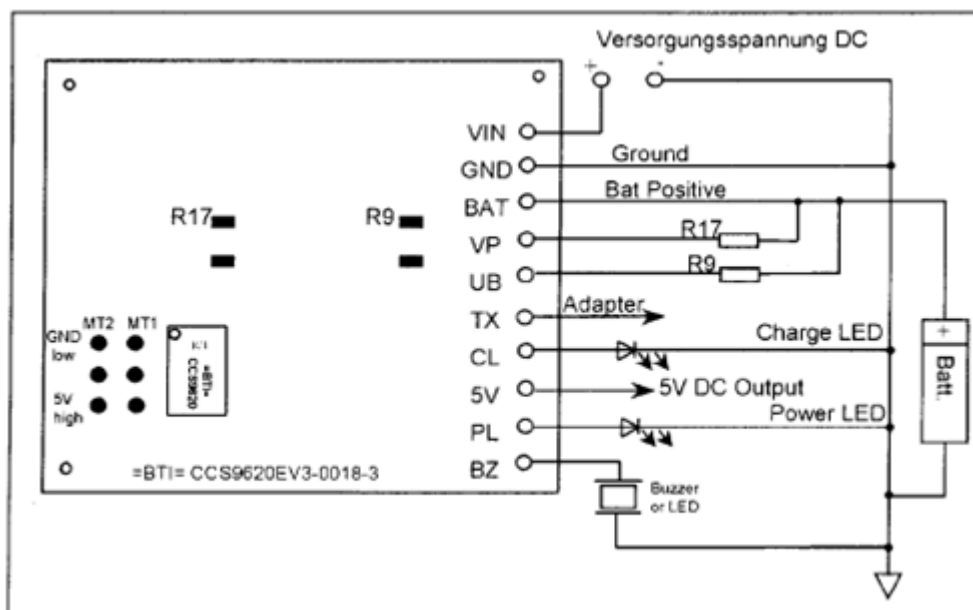 Versorgungsspannung DC
+ -
VIN
GND Ground
BAT Bat Positive
R17 R9
VP R17
UB R9
TX Adapter
MT2 MT1
GND
low
CL Charge LED
5V 5V DC Output
5V
high
=BTI=
CCS9620
+
Batt.
PL Power LED
=BTI= CCS9620EV3-0018-3
BZ
Buzzer
or LED